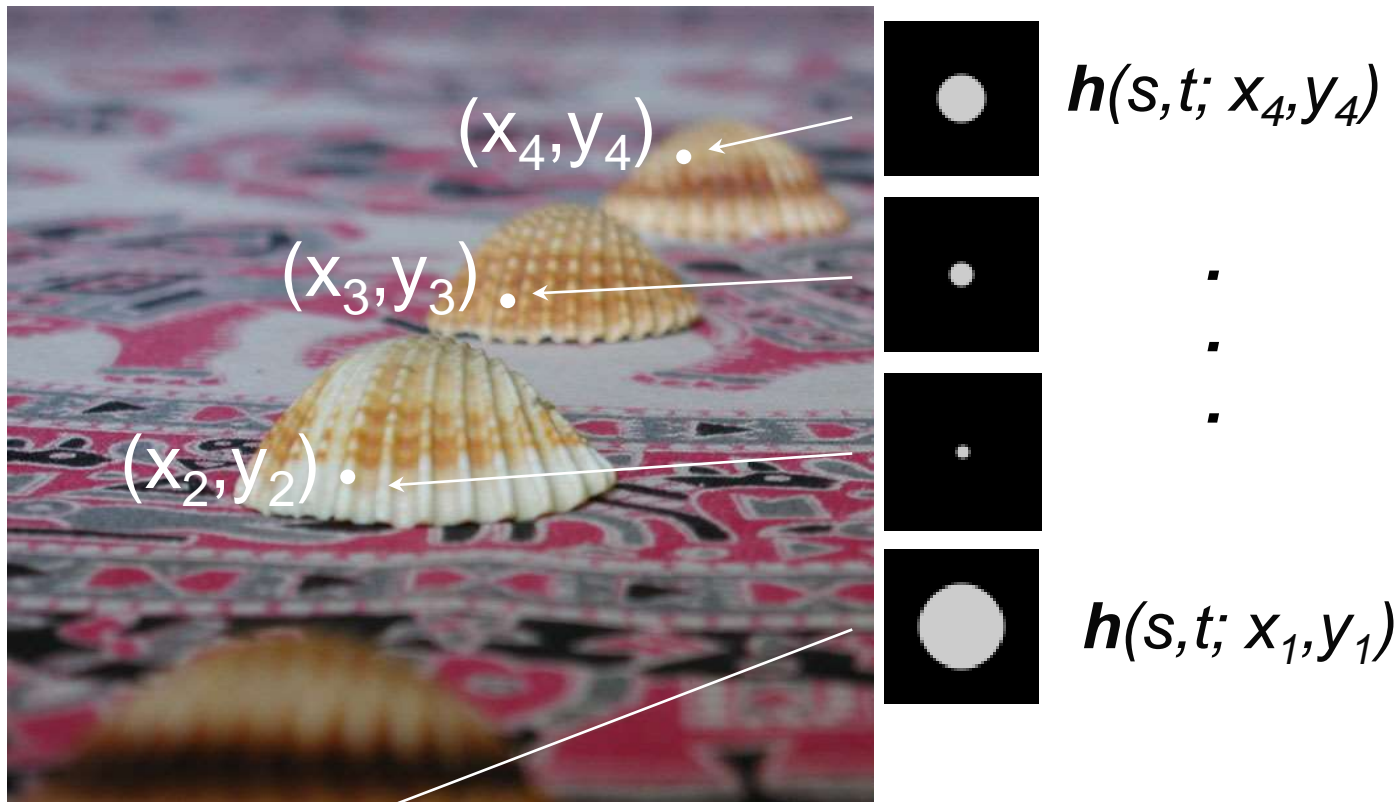 (x₄,y₄)
h(s,t; x₄,y₄)
(x₃,y₃)
.
.
.
(x₂,y₂)
h(s,t; x₁,y₁)